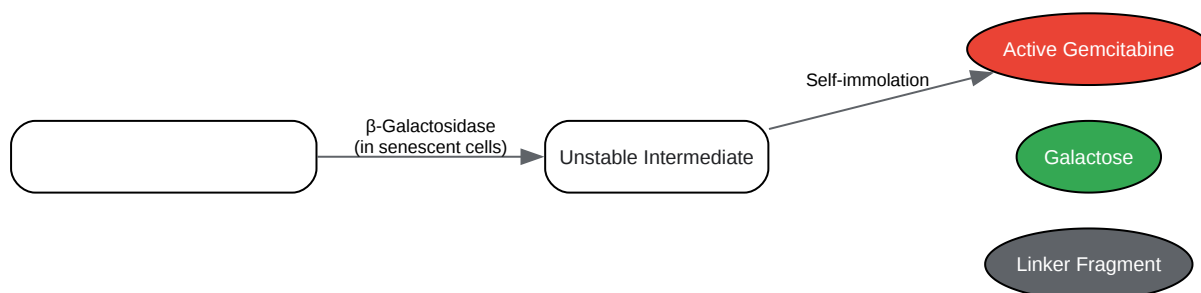 Active Gemcitabine
Self-immolation
β-Galactosidase
(in senescent cells)
Unstable Intermediate
Galactose
Linker Fragment